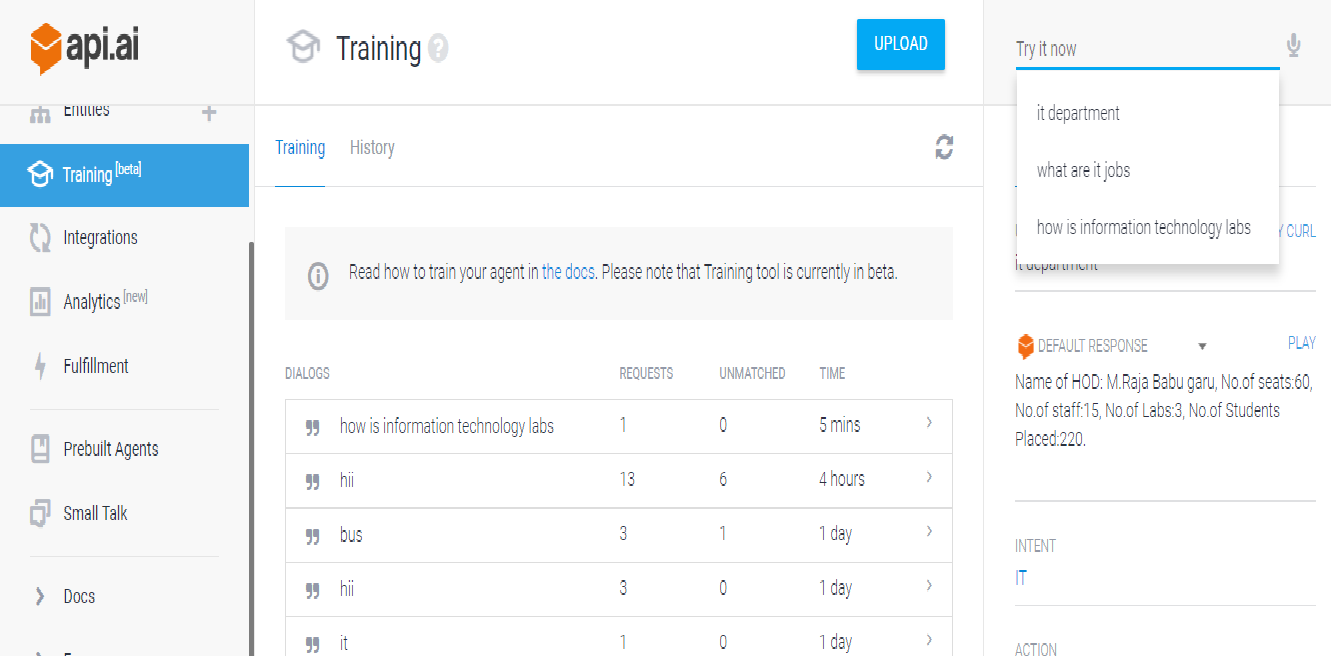 api.ai
Entities
Training [beta]
Integrations
Analytics [new]
Fulfillment
Prebuilt Agents
Small Talk
Docs
Training ?
UPLOAD
Training History
Read how to train your agent in the docs. Please note that Training tool is currently in beta.
DIALOGS REQUESTS UNMATCHED TIME
how is information technology labs 1 0 5 mins
hii 13 6 4 hours
bus 3 1 1 day
hii 3 0 1 day
it 1 0 1 day
Try it now
it department
what are it jobs
how is information technology labs
Y CURL
it department
DEFAULT RESPONSE PLAY
Name of HOD: M.Raja Babu garu, No.of seats:60,
No.of staff:15, No.of Labs:3, No.of Students
Placed:220.
INTENT
IT
ACTION